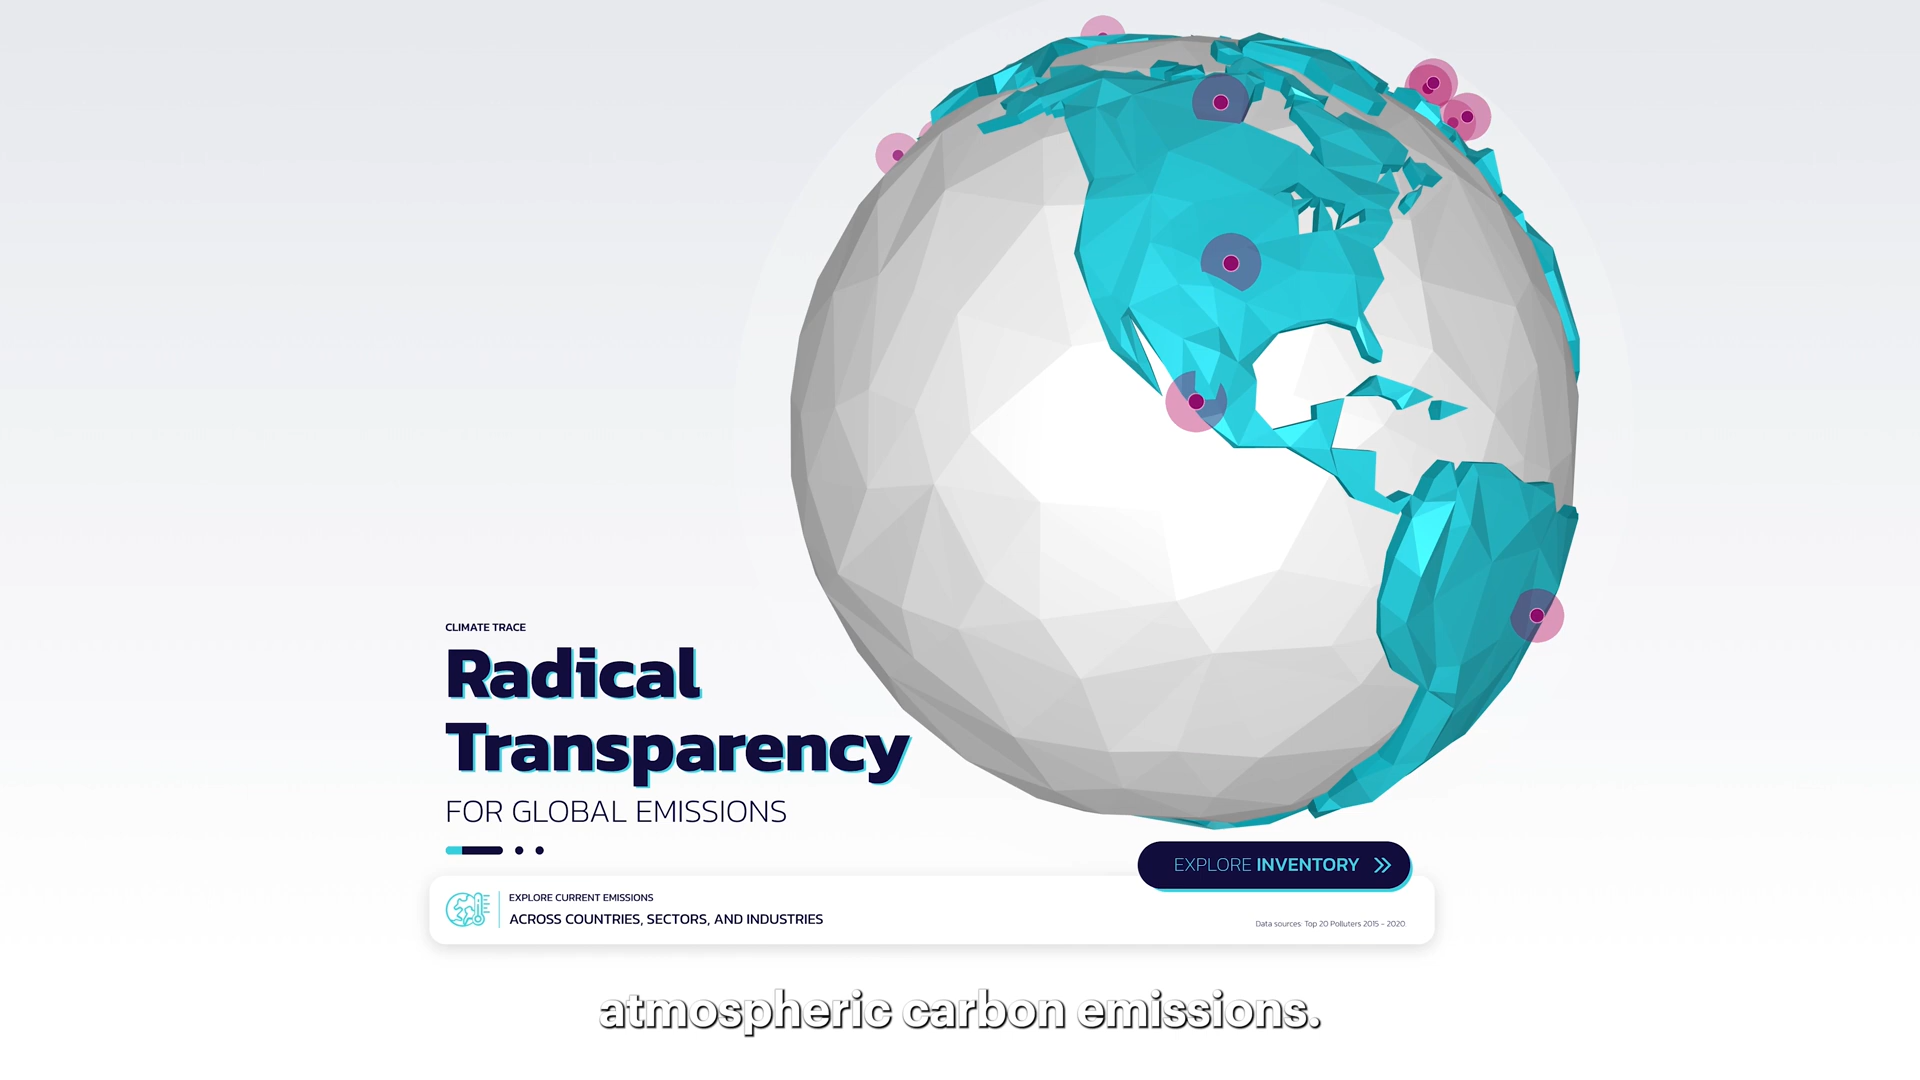 CLIMATE TRACE
Radical
Transparency
FOR GLOBAL EMISSIONS
EXPLORE INVENTORY
EXPLORE CURRENT EMISSIONS
ACROSS COUNTRIES, SECTORS, AND INDUSTRIES
Data sources: Top 20 Polluters 2015 - 2020
atmospheric carbon emissions.